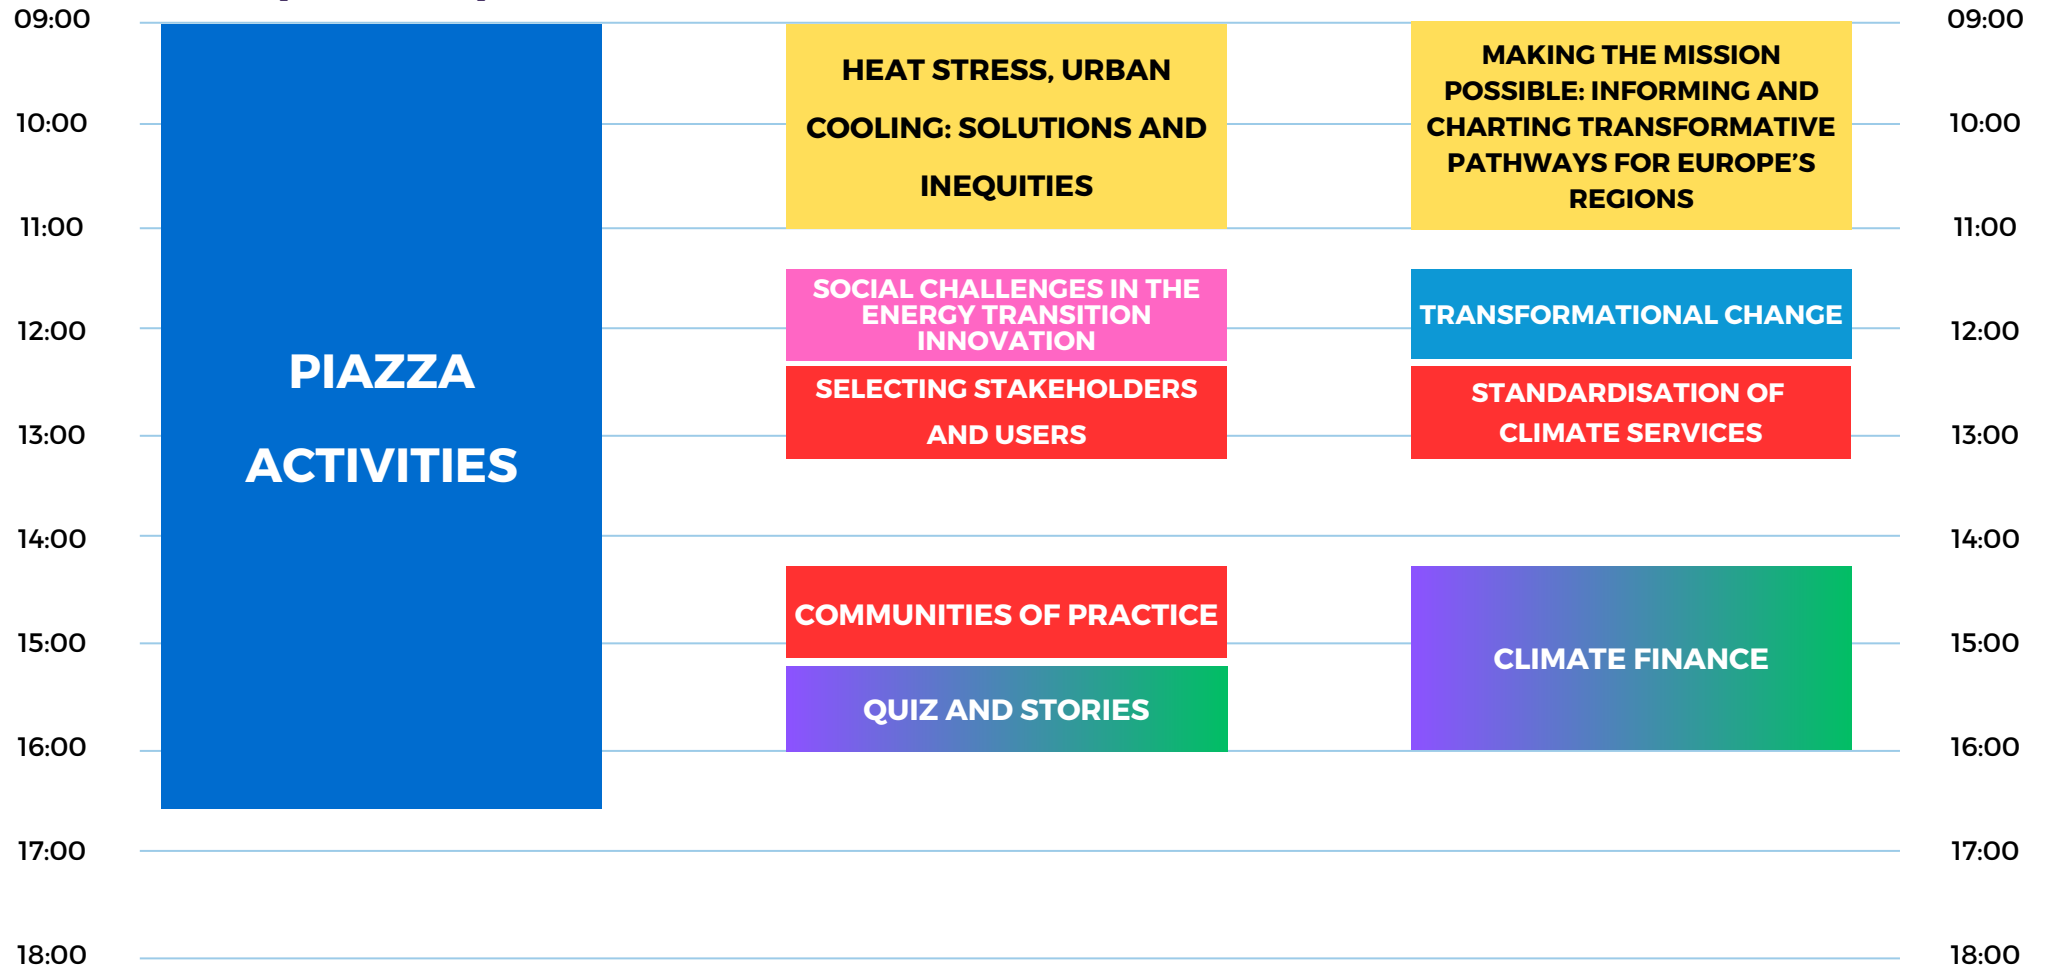 09:00
09:00
10:00
10:00
11:00
11:00
12:00
12:00
13:00
13:00
14:00
14:00
15:00
15:00
16:00
16:00
17:00
17:00
18:00
18:00
PIAZZA
ACTIVITIES
HEAT STRESS, URBAN
COOLING: SOLUTIONS AND
INEQUITIES
SOCIAL CHALLENGES IN THE
ENERGY TRANSITION
INNOVATION
SELECTING STAKEHOLDERS
AND USERS
COMMUNITIES OF PRACTICE
QUIZ AND STORIES
MAKING THE MISSION
POSSIBLE: INFORMING AND
CHARTING TRANSFORMATIVE
PATHWAYS FOR EUROPE’S
REGIONS
TRANSFORMATIONAL CHANGE
STANDARDISATION OF
CLIMATE SERVICES
CLIMATE FINANCE